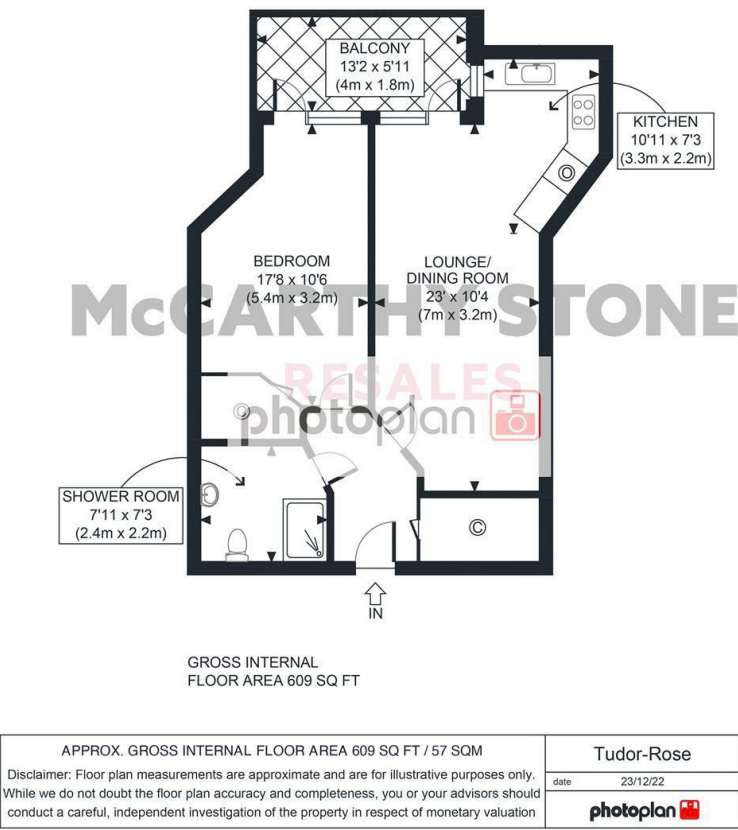 BALCONY
13'2 x 5'11
(4m x 1.8m)
KITCHEN
10'11 x 7'3
(3.3m x 2.2m)
BEDROOM
17'8 x 10'6
(5.4m x 3.2m)
LOUNGE/
DINING ROOM
23' x 10'4
(7m x 3.2m)
McCARTHY STONE
RESALES
photoplan
C
C
SHOWER ROOM
7'11 x 7'3
(2.4m x 2.2m)
IN
GROSS INTERNAL
FLOOR AREA 609 SQ FT
APPROX. GROSS INTERNAL FLOOR AREA 609 SQ FT / 57 SQM
Disclaimer: Floor plan measurements are approximate and are for illustrative purposes only.
While we do not doubt the floor plan accuracy and completeness, you or your advisors should
conduct a careful, independent investigation of the property in respect of monetary valuation
Tudor-Rose
date 23/12/22
photoplan